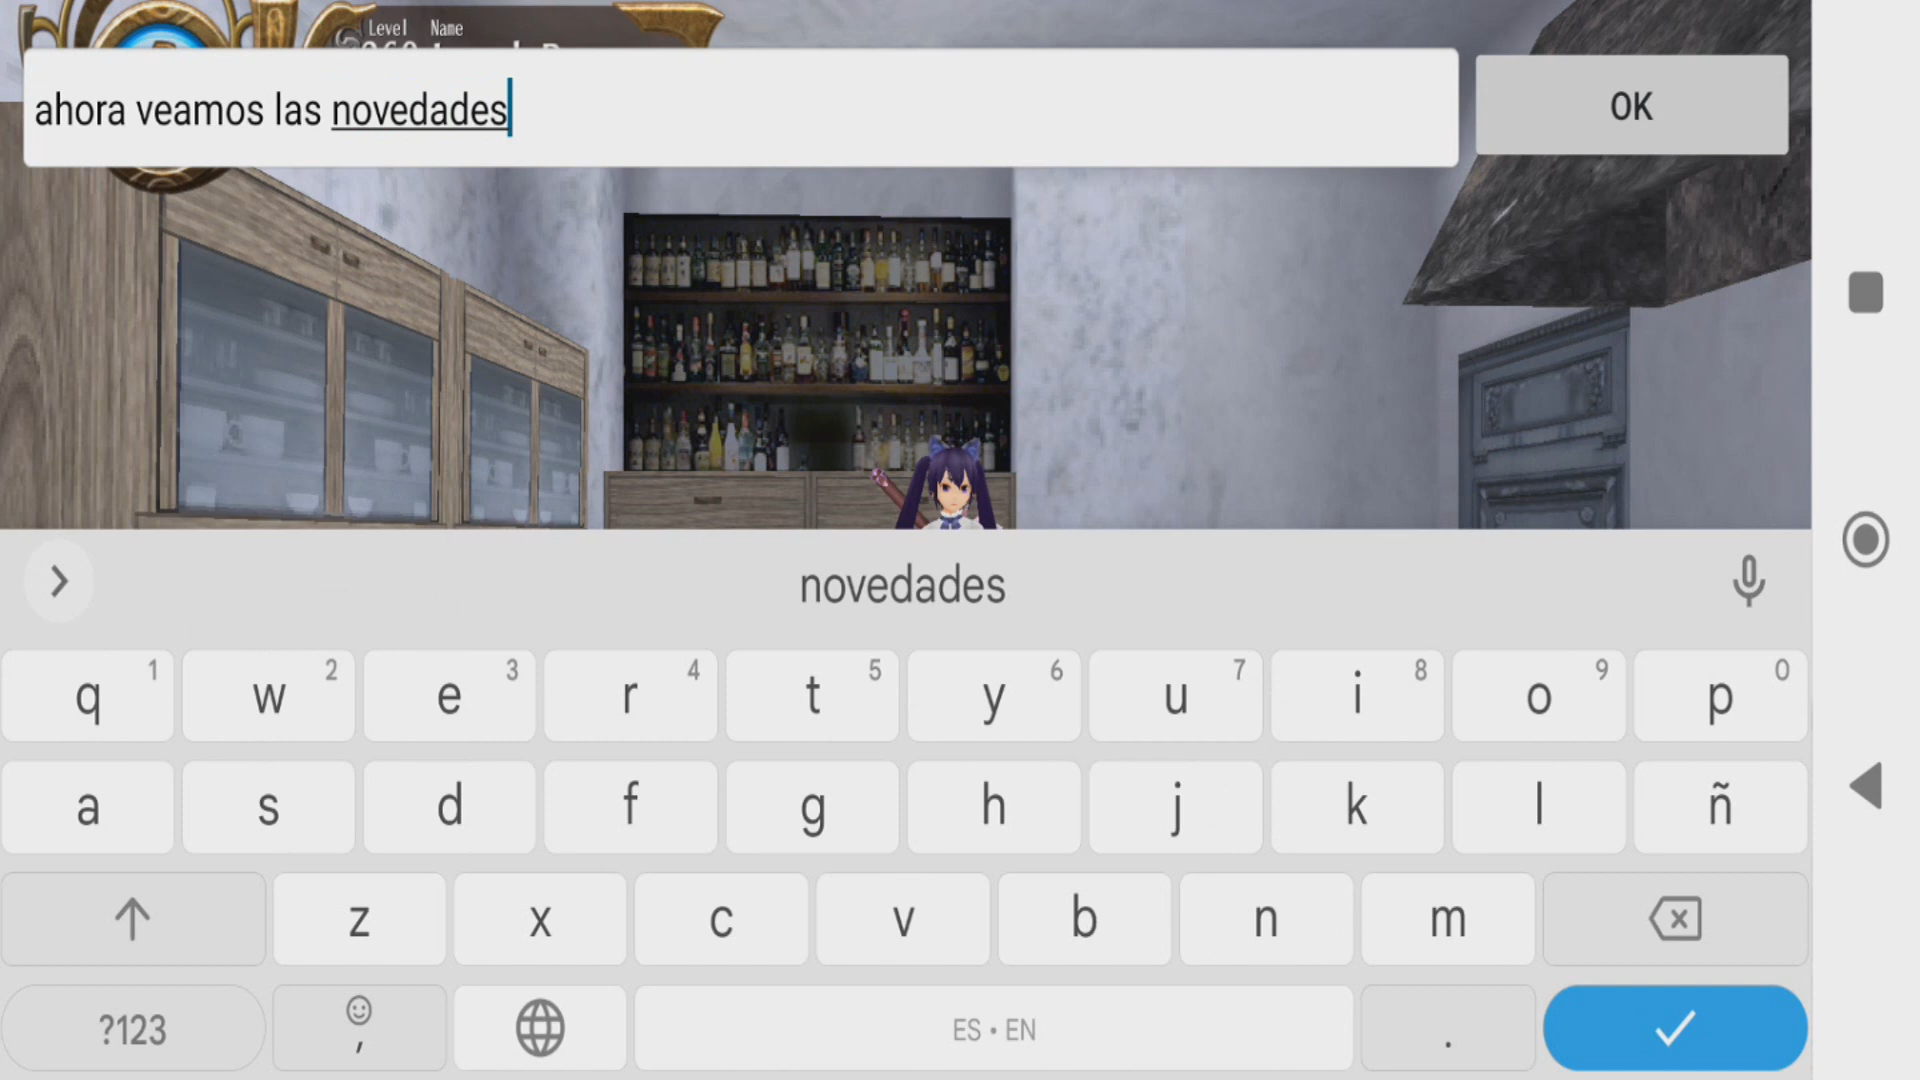 Level Name
ahora veamos las novedades
OK
novedades
q 1 w 2 e 3 r 4 t 5 y 6 u 7 i 8 o 9 p 0
a s d f g h j k l ñ
z x c v b n m
?123 , ES • EN .